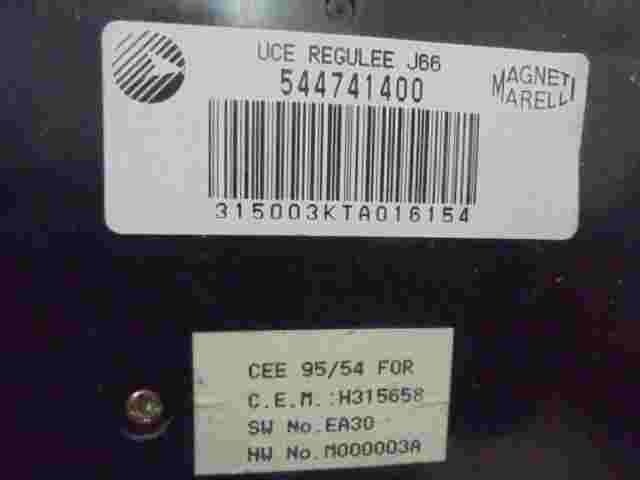 UCE REGULEE J66
544741400
MAGNETI
MARELLI
315003KTA016154
CEE 95/54 FOR
C.E.M.:H315658
SW No.EA30
HW No.M000003A